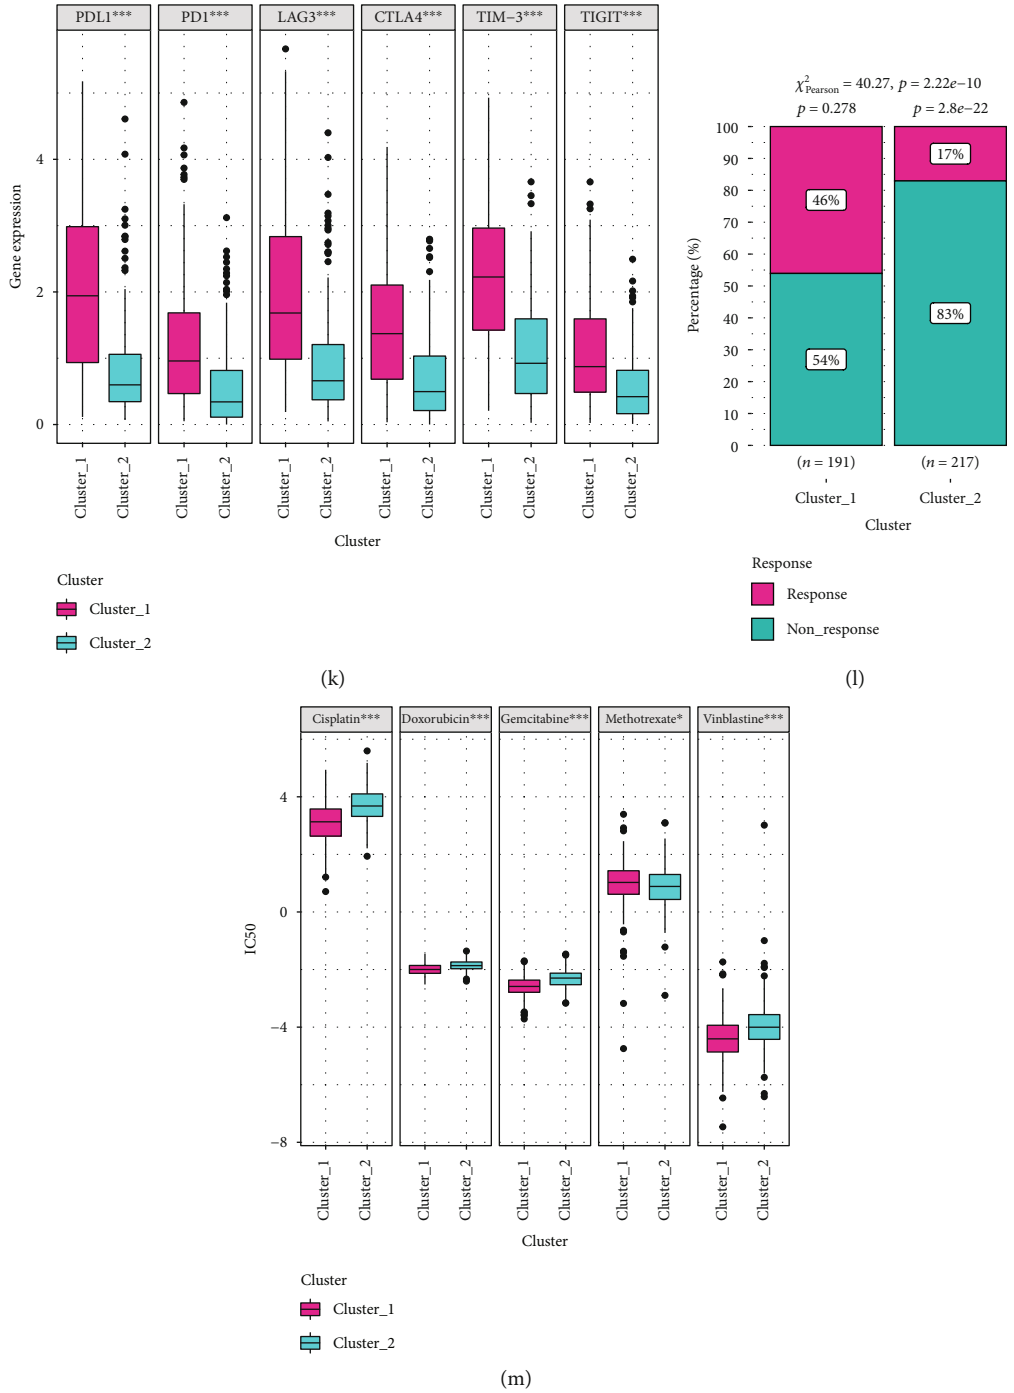 PDL1*** PD1*** LAG3*** CTLA4*** TIM−3*** TIGIT***
Gene expression
4
2
0
Cluster_1 Cluster_2 Cluster_1 Cluster_2 Cluster_1 Cluster_2 Cluster_1 Cluster_2 Cluster_1 Cluster_2 Cluster_1 Cluster_2
Cluster
Cluster
Cluster_1
Cluster_2
(k)
χ²Pearson = 40.27, p = 2.22e−10
p = 0.278 p = 2.8e−22
Percentage (%)
100
90
80
70
60
50
40
30
20
10
0
46%
54%
17%
83%
(n = 191) (n = 217)
Cluster_1 Cluster_2
Cluster
Response
Response
Non_response
(l)
Cisplatin*** Doxorubicin*** Gemcitabine*** Methotrexate* Vinblastine***
IC50
4
0
−4
−8
Cluster_1 Cluster_2 Cluster_1 Cluster_2 Cluster_1 Cluster_2 Cluster_1 Cluster_2 Cluster_1 Cluster_2
Cluster
Cluster
Cluster_1
Cluster_2
(m)